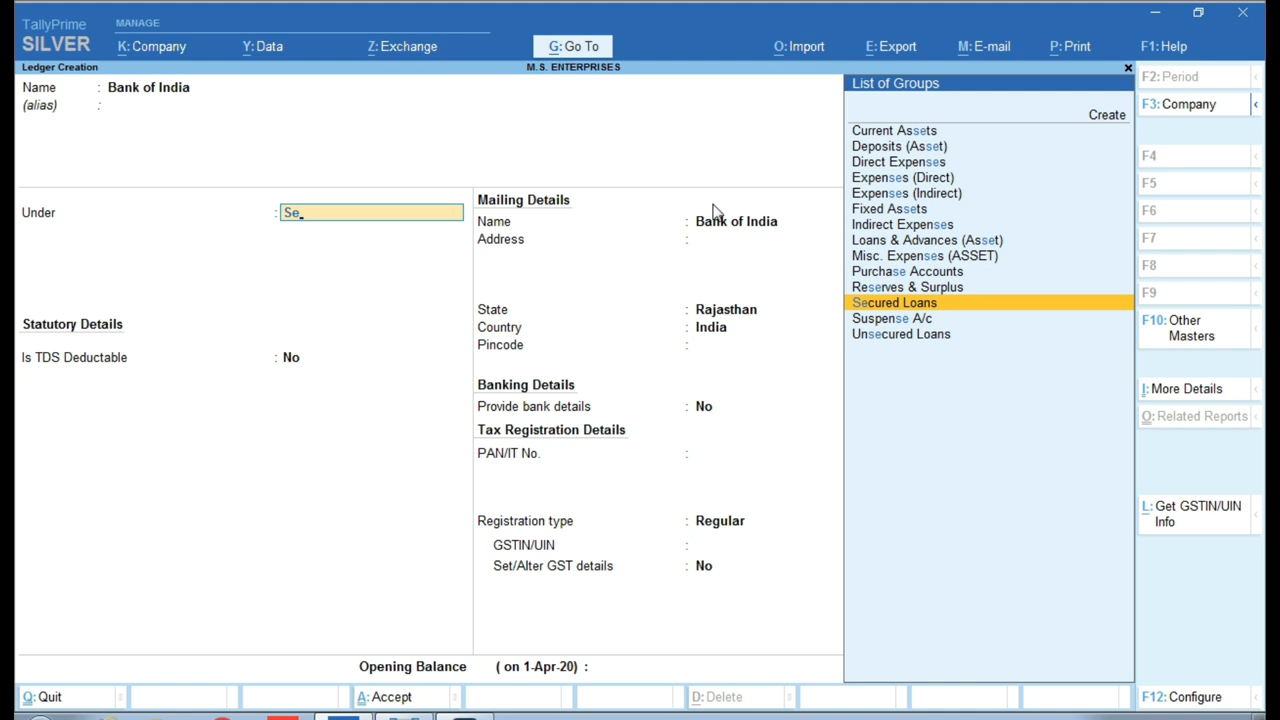 TallyPrime
SILVER
MANAGE
K: Company
Y: Data
Z: Exchange
G: Go To
O: Import
E: Export
M: E-mail
P: Print
F1: Help
Ledger Creation
M.S. ENTERPRISES
Name : Bank of India
(alias) :
Under : Se
Statutory Details
Is TDS Deductable : No
Mailing Details
Name : Bank of India
Address :
State : Rajasthan
Country : India
Pincode :
Banking Details
Provide bank details : No
Tax Registration Details
PAN/IT No. :
Registration type : Regular
GSTIN/UIN :
Set/Alter GST details : No
Opening Balance ( on 1-Apr-20) :
List of Groups
Create
Current Assets
Deposits (Asset)
Direct Expenses
Expenses (Direct)
Expenses (Indirect)
Fixed Assets
Indirect Expenses
Loans & Advances (Asset)
Misc. Expenses (ASSET)
Purchase Accounts
Reserves & Surplus
Secured Loans
Suspense A/c
Unsecured Loans
F2: Period
F3: Company
F4
F5
F6
F7
F8
F9
F10: Other
Masters
I: More Details
O: Related Reports
L: Get GSTIN/UIN
Info
Q: Quit
A: Accept
D: Delete
F12: Configure